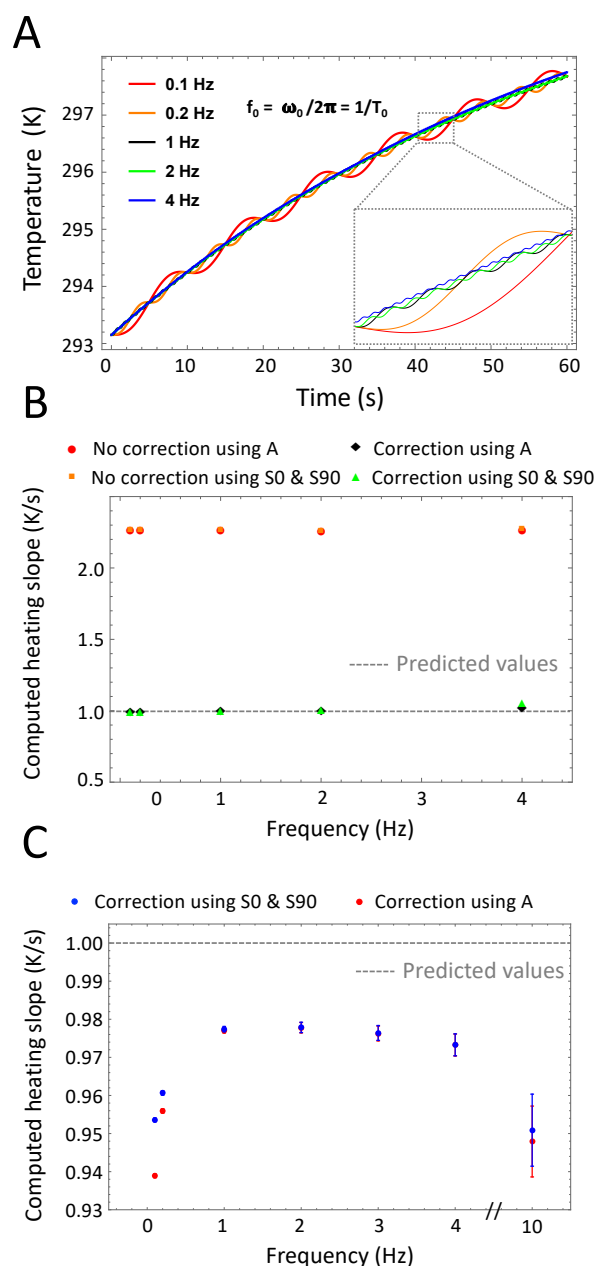 A
0.1 Hz
0.2 Hz
1 Hz
2 Hz
4 Hz
f₀ = ω₀/2π = 1/T₀
Temperature (K)
297
296
295
294
293
0 10 20 30 40 50 60
Time (s)
B
No correction using A
Correction using A
No correction using S0 & S90
Correction using S0 & S90
Computed heating slope (K/s)
2.0
1.5
1.0
0.5
Predicted values
0 1 2 3 4
Frequency (Hz)
C
Correction using S0 & S90
Correction using A
Computed heating slope (K/s)
1.00
0.99
0.98
0.97
0.96
0.95
0.94
0.93
Predicted values
0 1 2 3 4 // 10
Frequency (Hz)